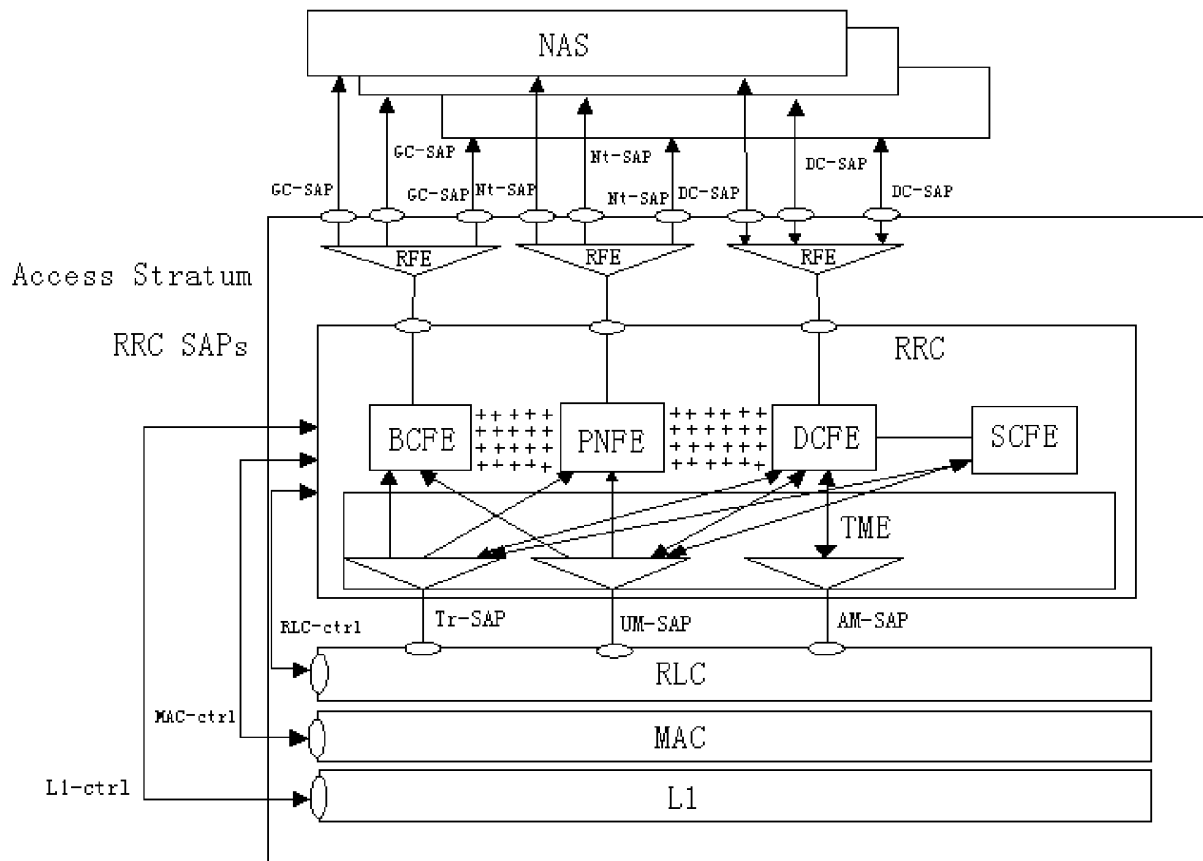 NAS
GC-SAP
Nt-SAP
DC-SAP
GC-SAP
GC-SAP
Nt-SAP
Nt-SAP
DC-SAP
DC-SAP
RFE
RFE
RFE
Access Stratum
RRC SAPs
RRC
BCFE
+ + + + +
+ + + + +
+ + + + +
+ + + + +
PNFE
+ + + + +
+ + + + +
+ + + + +
+ + + + +
DCFE
SCFE
TME
Tr-SAP
UM-SAP
AM-SAP
RLC-ctrl
RLC
MAC-ctrl
MAC
L1-ctrl
L1